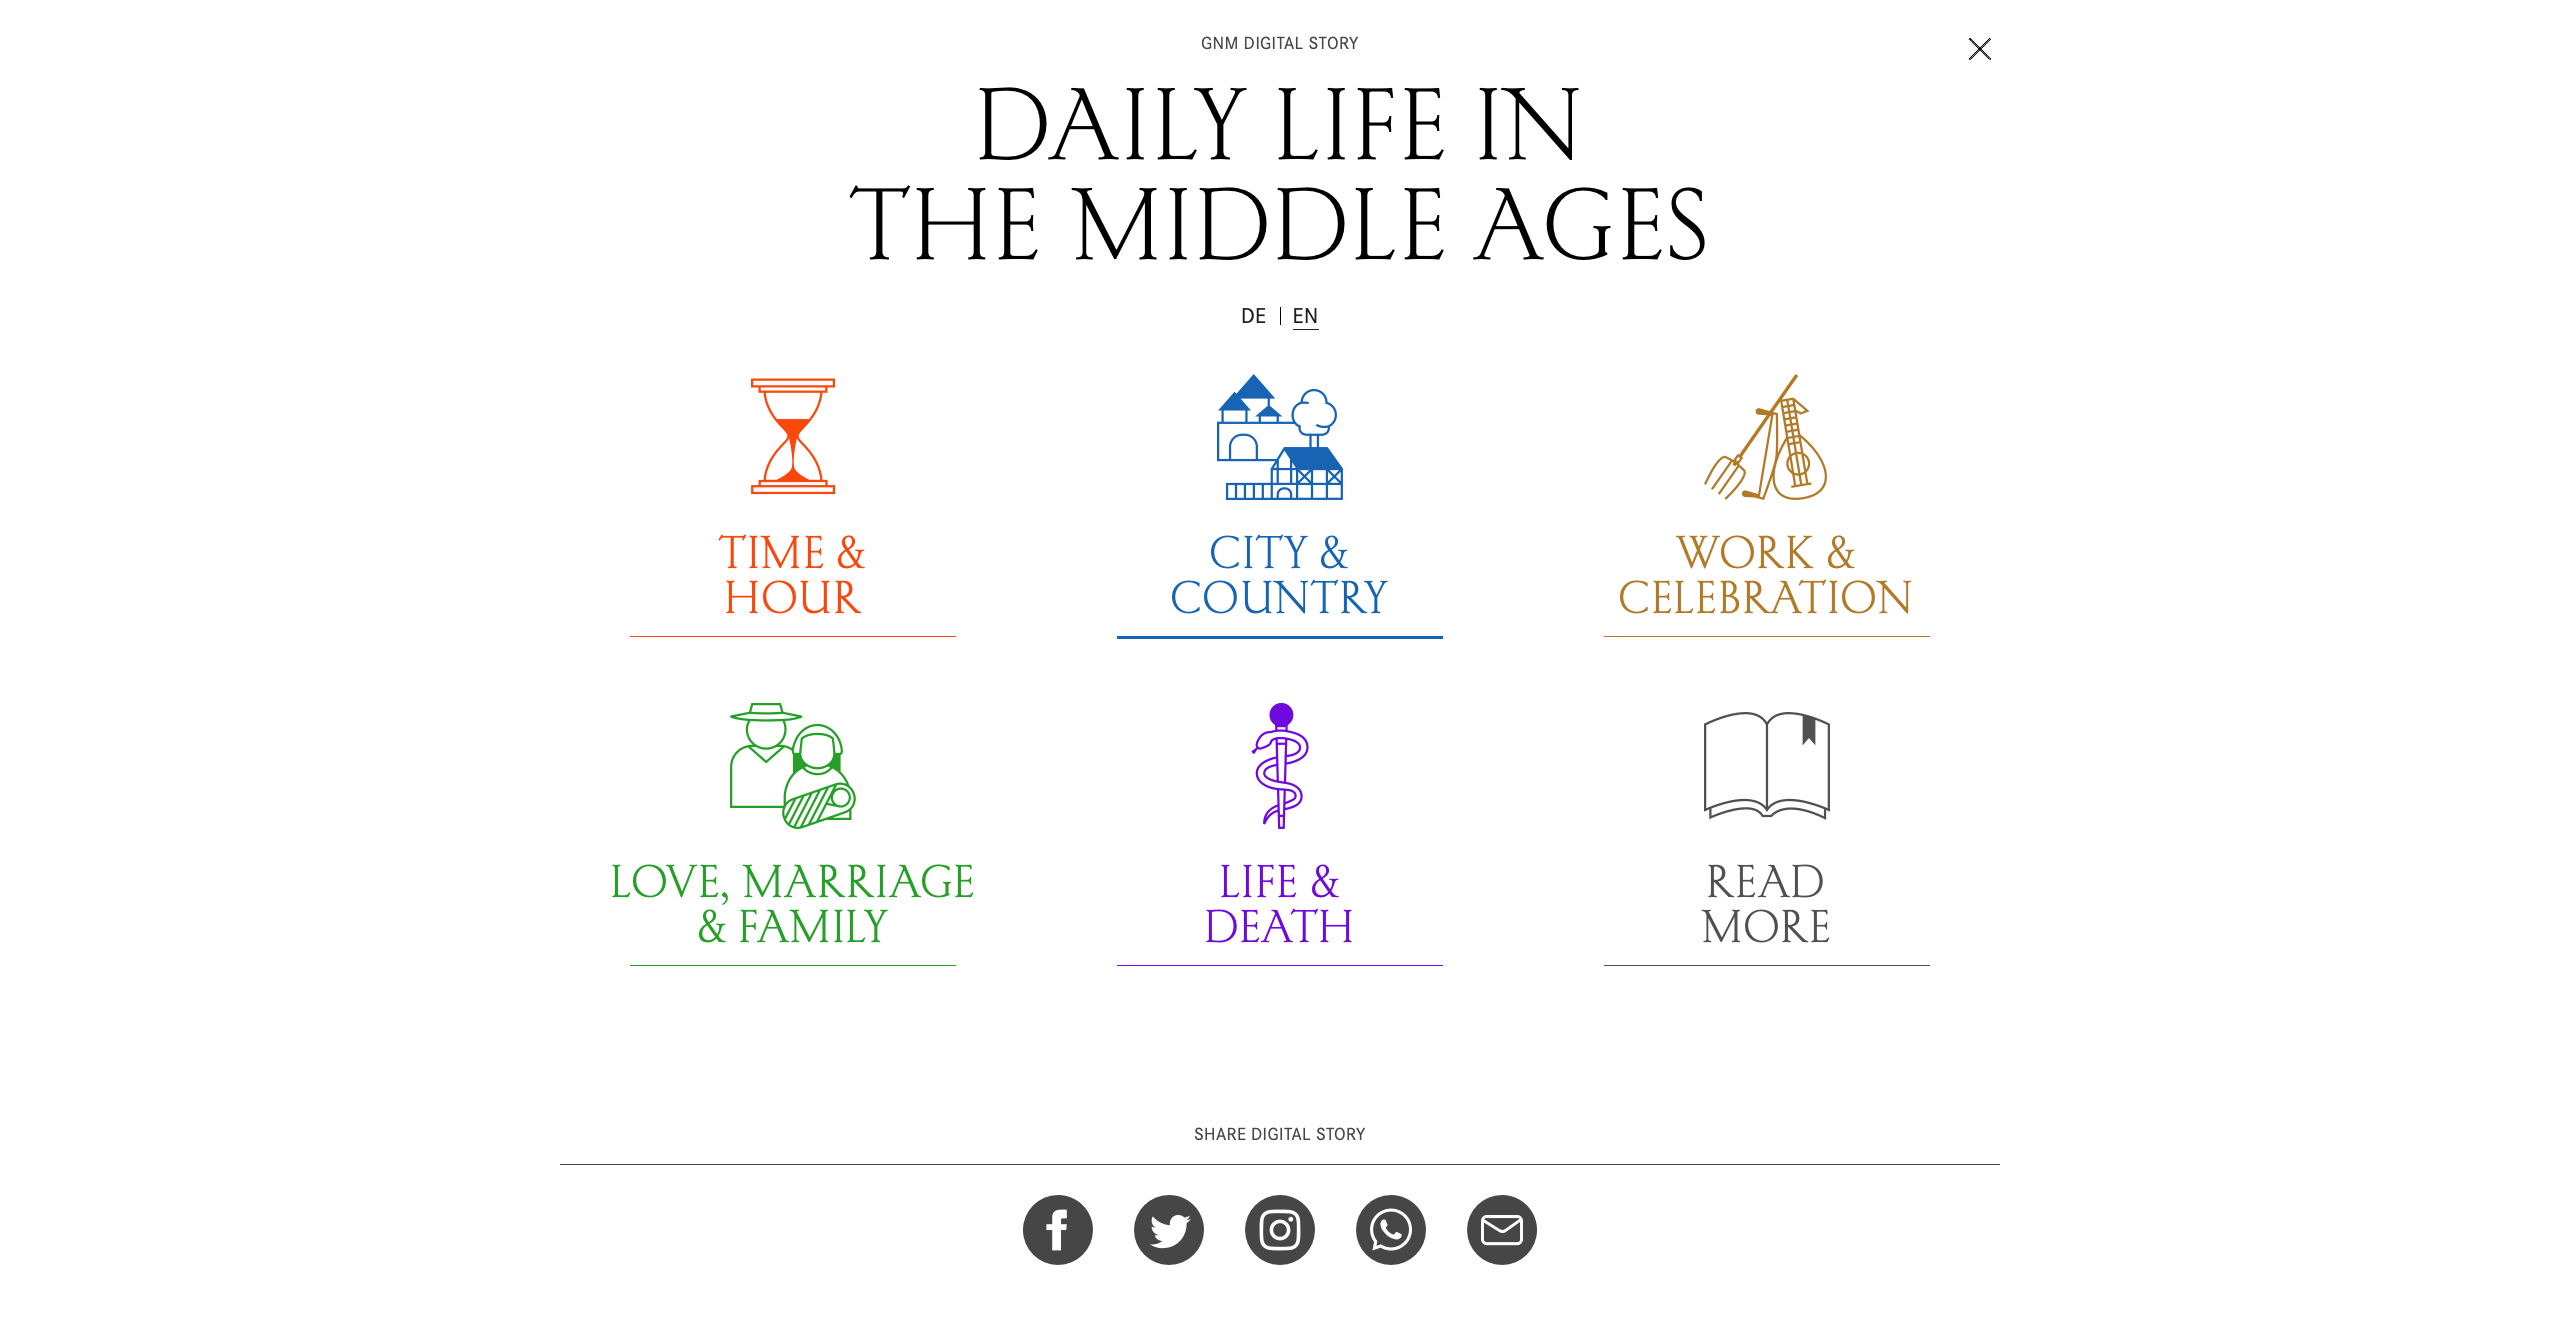 GNM DIGITAL STORY
DAILY LIFE IN
THE MIDDLE AGES
DE | EN
TIME &
HOUR
CITY &
COUNTRY
WORK &
CELEBRATION
LOVE, MARRIAGE
& FAMILY
LIFE &
DEATH
READ
MORE
SHARE DIGITAL STORY